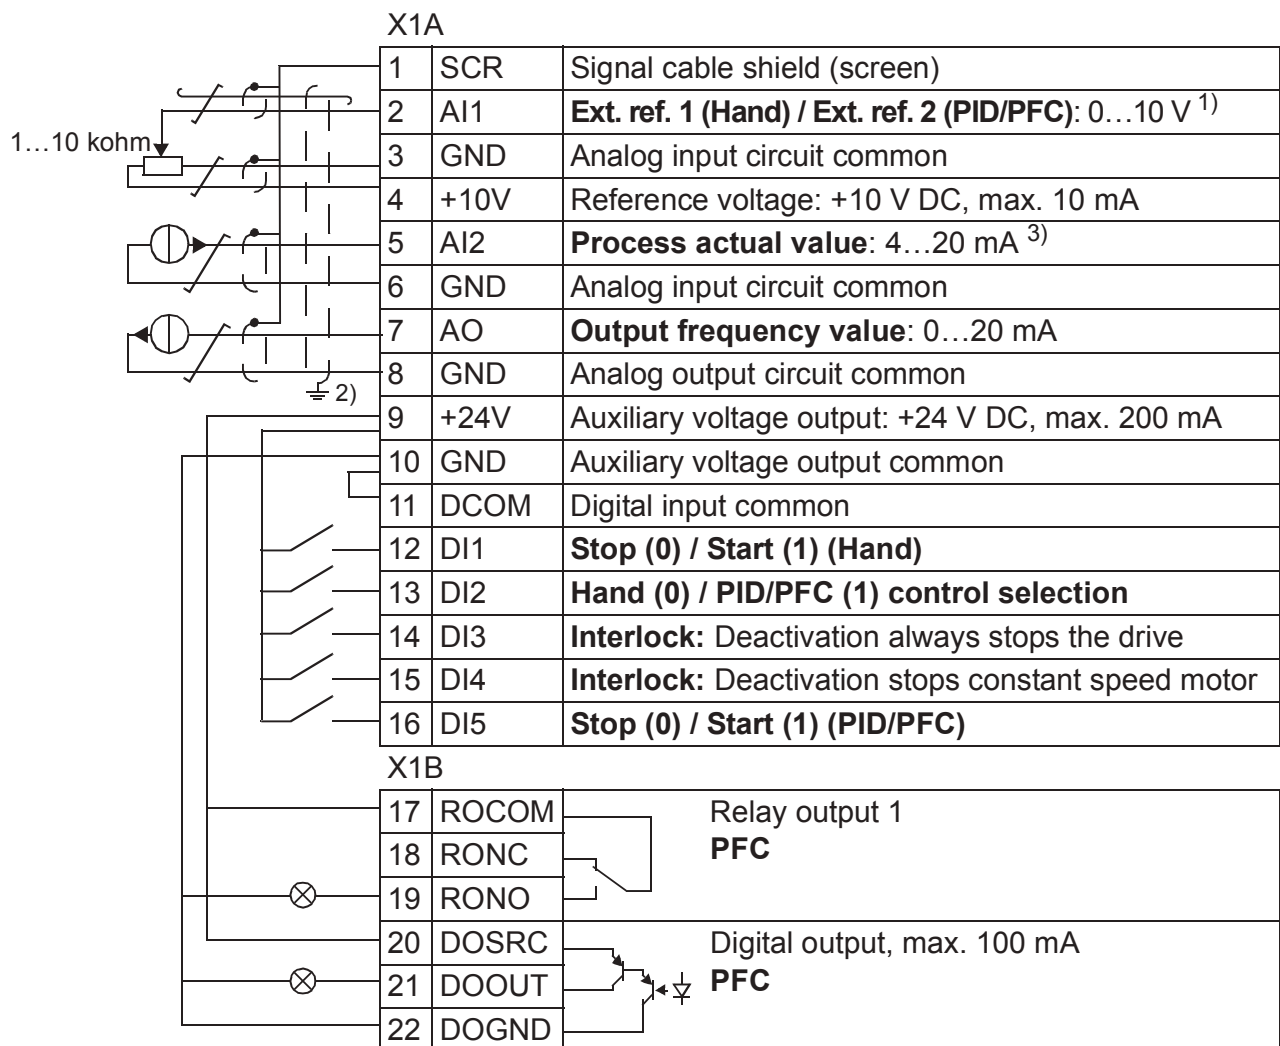 X1A
1 SCR Signal cable shield (screen)
2 AI1 Ext. ref. 1 (Hand) / Ext. ref. 2 (PID/PFC): 0…10 V 1)
1…10 kohm
3 GND Analog input circuit common
4 +10V Reference voltage: +10 V DC, max. 10 mA
5 AI2 Process actual value: 4…20 mA 3)
6 GND Analog input circuit common
7 AO Output frequency value: 0…20 mA
8 GND Analog output circuit common
2)
9 +24V Auxiliary voltage output: +24 V DC, max. 200 mA
10 GND Auxiliary voltage output common
11 DCOM Digital input common
12 DI1 Stop (0) / Start (1) (Hand)
13 DI2 Hand (0) / PID/PFC (1) control selection
14 DI3 Interlock: Deactivation always stops the drive
15 DI4 Interlock: Deactivation stops constant speed motor
16 DI5 Stop (0) / Start (1) (PID/PFC)
X1B
17 ROCOM Relay output 1
18 RONC PFC
19 RONO
20 DOSRC Digital output, max. 100 mA
21 DOOUT PFC
22 DOGND